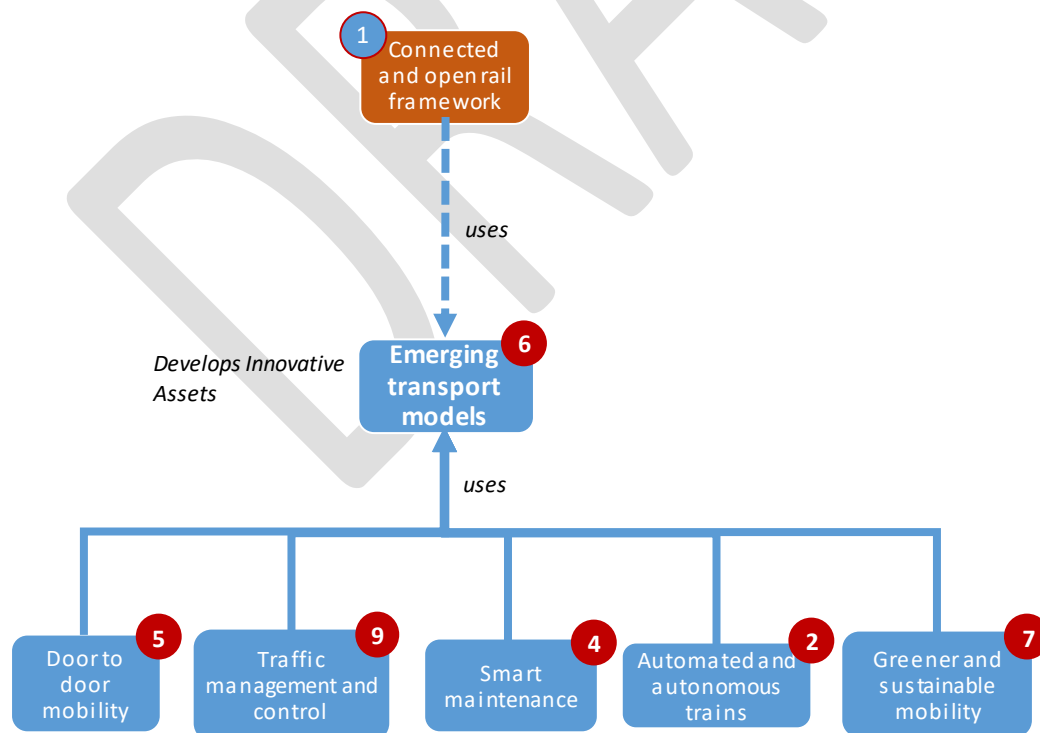 1
Connected
and open rail
framework
uses
6
Emerging
transport
models
Develops Innovative
Assets
uses
5
Door to
door
mobility
9
Traffic
management and
control
4
Smart
maintenance
2
Automated and
autonomous
trains
7
Greener and
sustainable
mobility
DRA